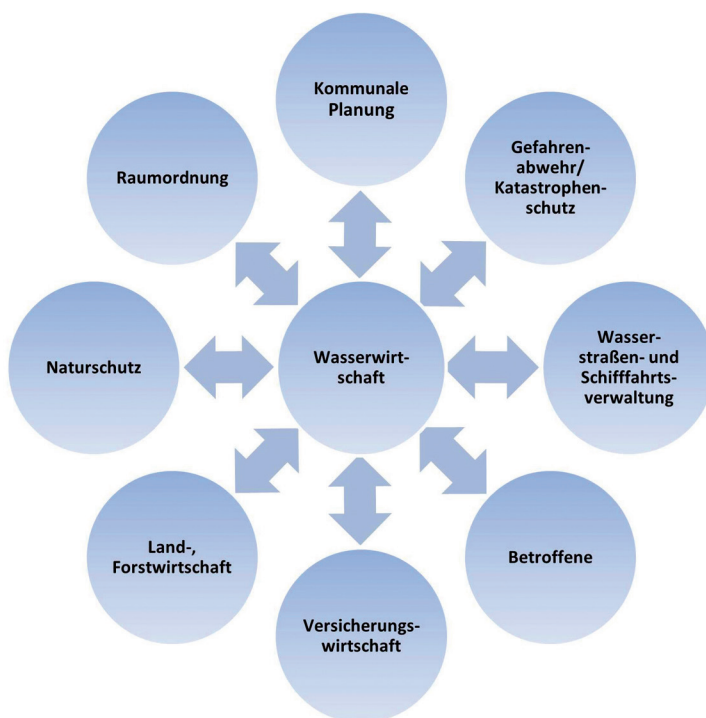 Kommunale
Planung
Gefahren-
abwehr/
Katastrophen-
schutz
Raumordnung
Wasser-
straßen- und
Schifffahrts-
verwaltung
Naturschutz
Wasserwirt-
schaft
Land-,
Forstwirtschaft
Betroffene
Versicherungs-
wirtschaft